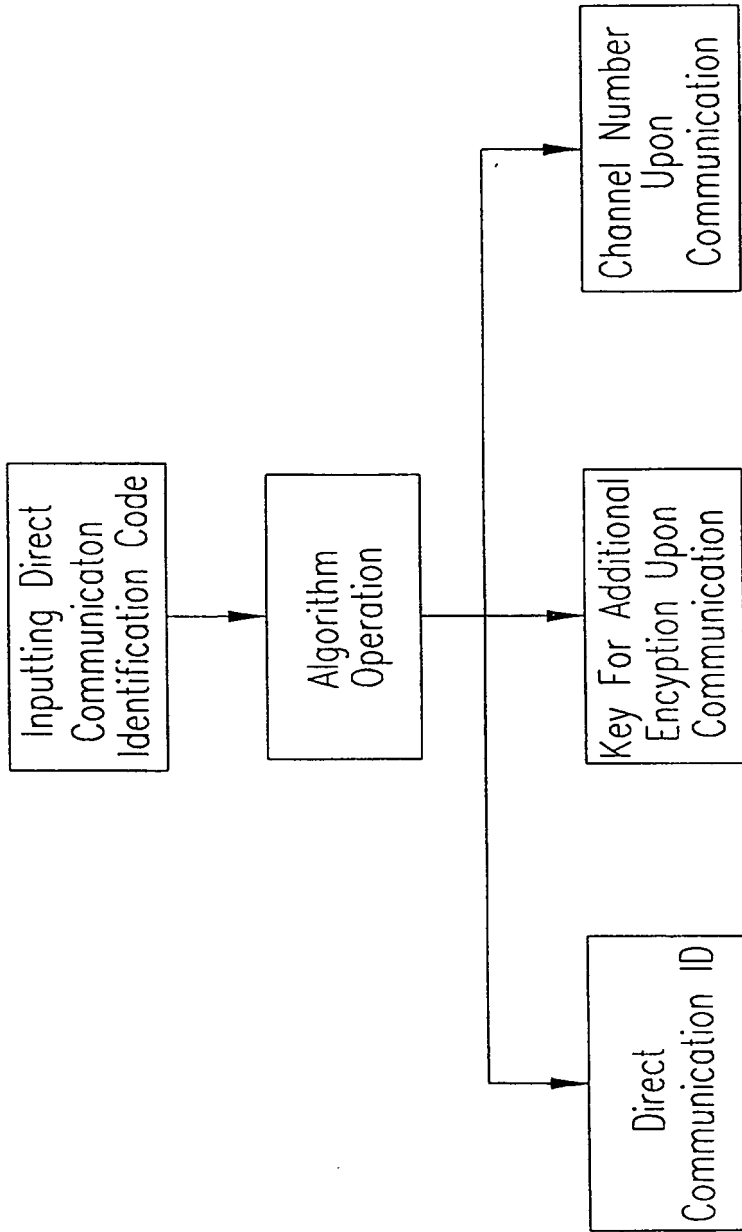 Inputting Direct
Communicaton
Identification Code
Algorithm
Operation
Direct
Communication ID
Key For Additional
Encyption Upon
Communication
Channel Number
Upon
Communication